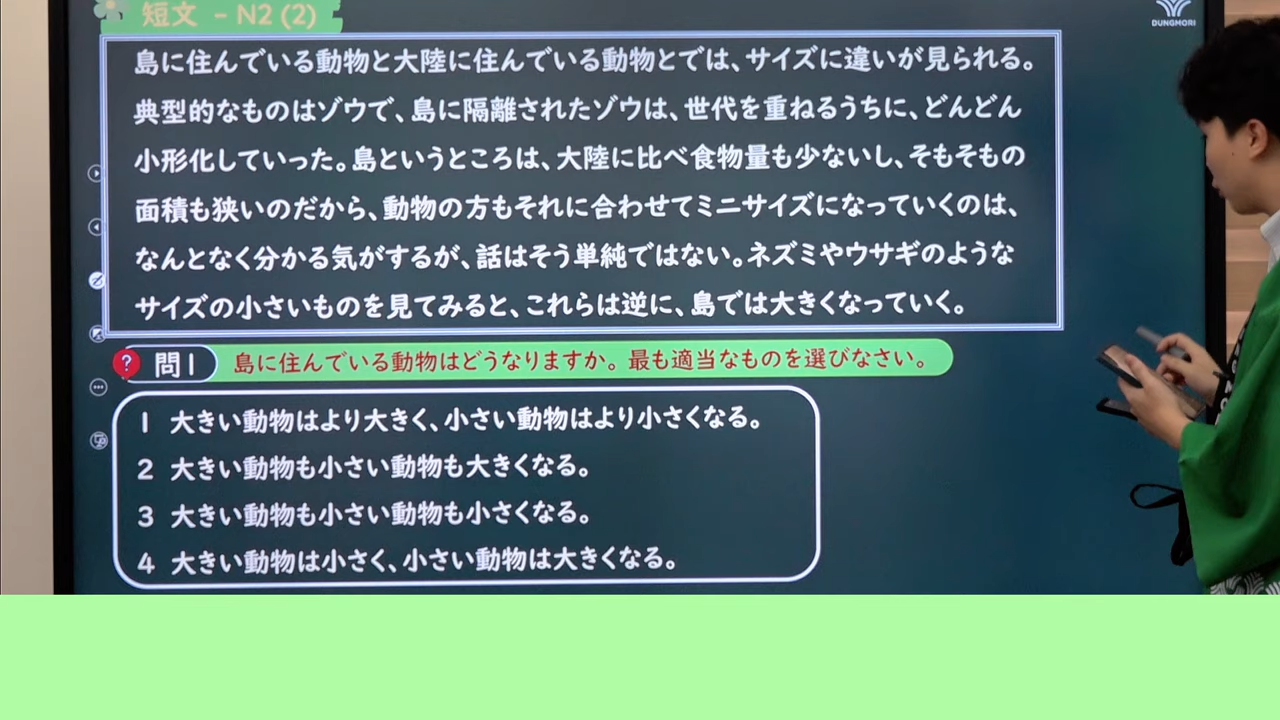 短文 - N2 (2)
DUNGMORI
島に住んでいる動物と大陸に住んでいる動物とでは、サイズに違いが見られる。
典型的なものはゾウで、島に隔離されたゾウは、世代を重ねるうちに、どんどん
小形化していった。島というところは、大陸に比べ食物量も少ないし、そもそもの
面積も狭いのだから、動物の方もそれに合わせてミニサイズになっていくのは、
なんとなく分かる気がするが、話はそう単純ではない。ネズミやウサギのような
サイズの小さいものを見てみると、これらは逆に、島では大きくなっていく。
? 問1 島に住んでいる動物はどうなりますか。最も適当なものを選びなさい。
1 大きい動物はより大きく、小さい動物はより小さくなる。
2 大きい動物も小さい動物も大きくなる。
3 大きい動物も小さい動物も小さくなる。
4 大きい動物は小さく、小さい動物は大きくなる。